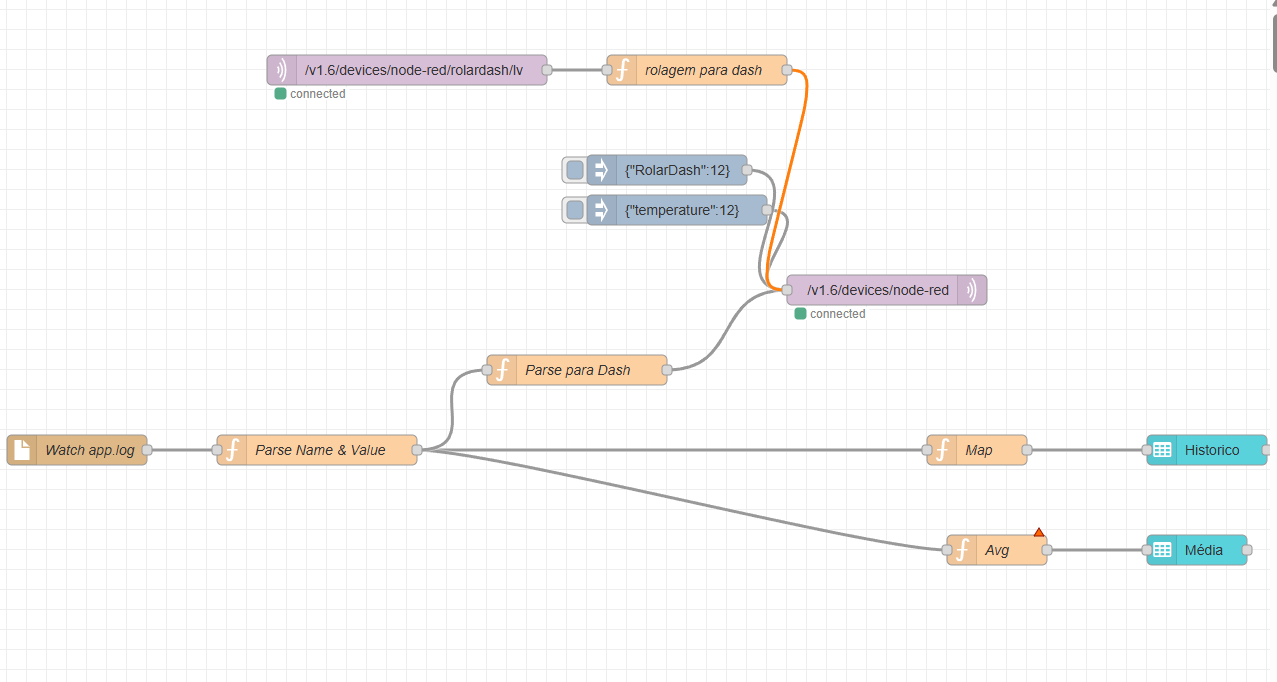 /v1.6/devices/node-red/rolardash/lv
rolagem para dash
connected
{"RolarDash":12}
{"temperature":12}
/v1.6/devices/node-red
connected
Parse para Dash
Watch app.log
Parse Name & Value
Map
Historico
Avg
Média